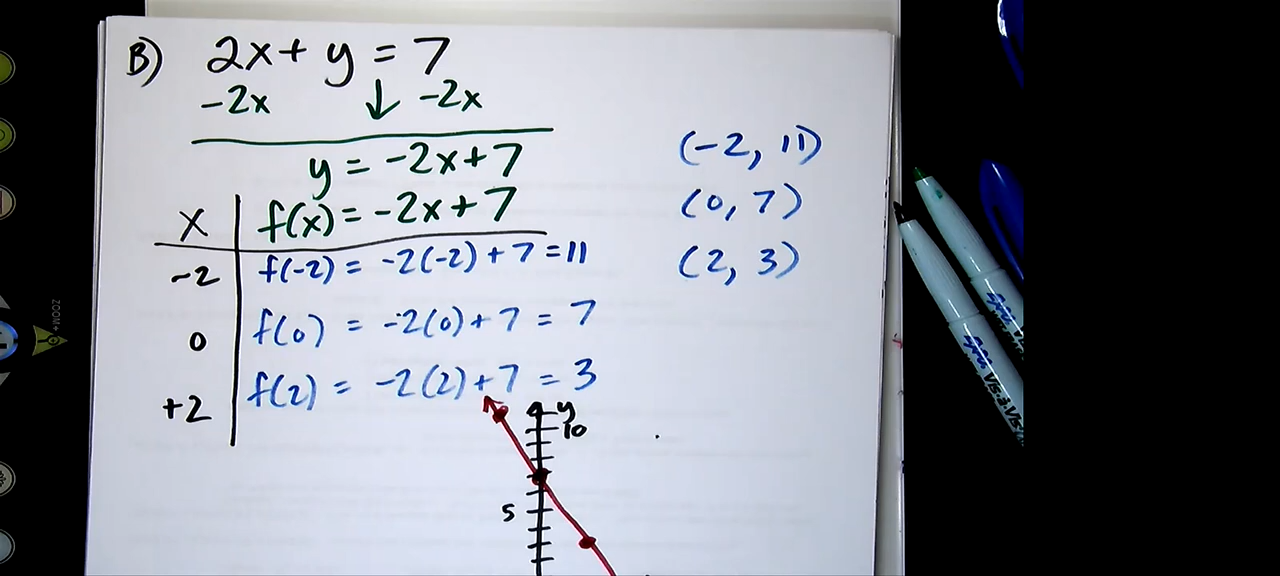 B) 2x + y = 7
-2x ↓ -2x
y = -2x + 7
x f(x) = -2x + 7
-2 f(-2) = -2(-2) + 7 = 11
0 f(0) = -2(0) + 7 = 7
+2 f(2) = -2(2) + 7 = 3
(-2, 11)
(0, 7)
(2, 3)
y
10
5
ZOOM+